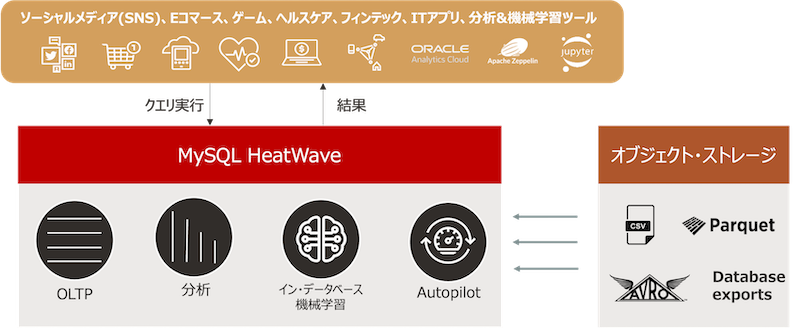 ソーシャルメディア(SNS)、Eコマース、ゲーム、ヘルスケア、フィンテック、ITアプリ、分析&機械学習ツール
ORACLE
Analytics Cloud
Apache Zeppelin
jupyter
クエリ実行
結果
MySQL HeatWave
OLTP
分析
イン・データベース
機械学習
Autopilot
オブジェクト・ストレージ
CSV
Parquet
AVRO
Database
exports